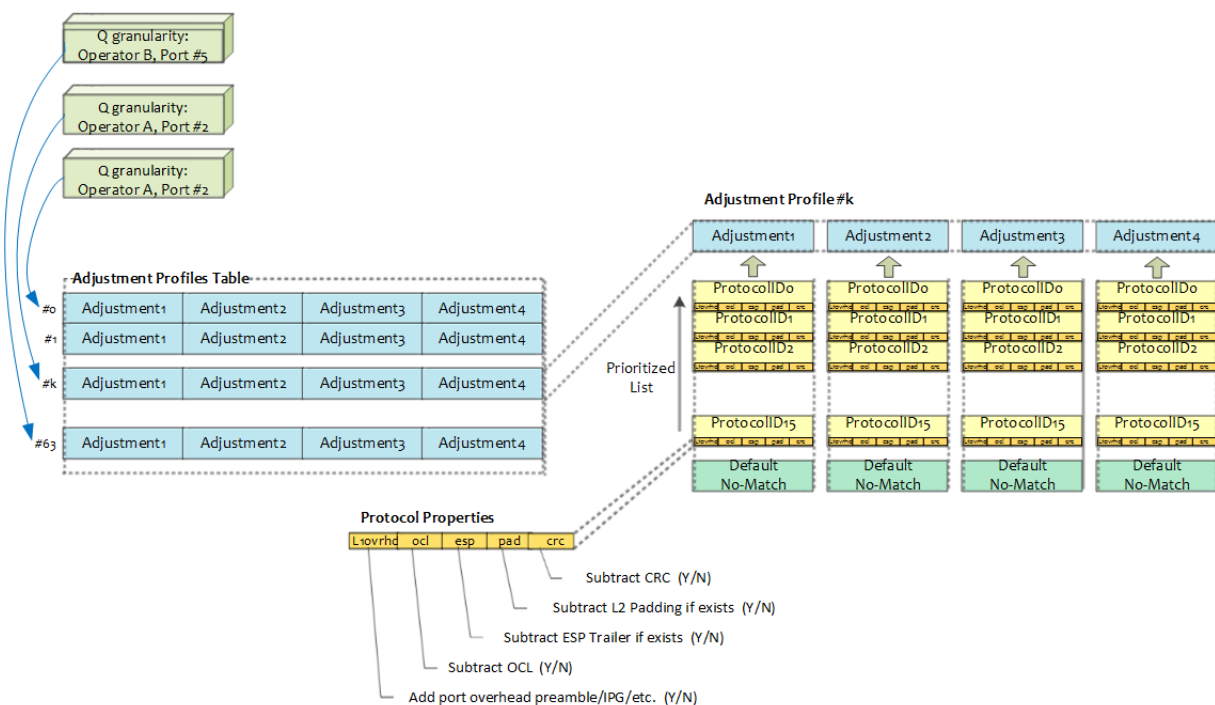 Q granularity:
Operator B, Port #5
Q granularity:
Operator A, Port #2
Q granularity:
Operator A, Port #2
Adjustment Profile #k
Adjustment1 Adjustment2 Adjustment3 Adjustment4
Adjustment Profiles Table
#0 Adjustment1 Adjustment2 Adjustment3 Adjustment4
#1 Adjustment1 Adjustment2 Adjustment3 Adjustment4
#k Adjustment1 Adjustment2 Adjustment3 Adjustment4
#63 Adjustment1 Adjustment2 Adjustment3 Adjustment4
Prioritized
List
ProtocolID0 ProtocolID0 ProtocolID0 ProtocolID0
ProtocolID1 ProtocolID1 ProtocolID1 ProtocolID1
ProtocolID2 ProtocolID2 ProtocolID2 ProtocolID2
ProtocolID15 ProtocolID15 ProtocolID15 ProtocolID15
Default Default Default Default
No-Match No-Match No-Match No-Match
Protocol Properties
L1ovrhd ocl esp pad crc
Subtract CRC (Y/N)
Subtract L2 Padding if exists (Y/N)
Subtract ESP Trailer if exists (Y/N)
Subtract OCL (Y/N)
Add port overhead preamble/IPG/etc. (Y/N)